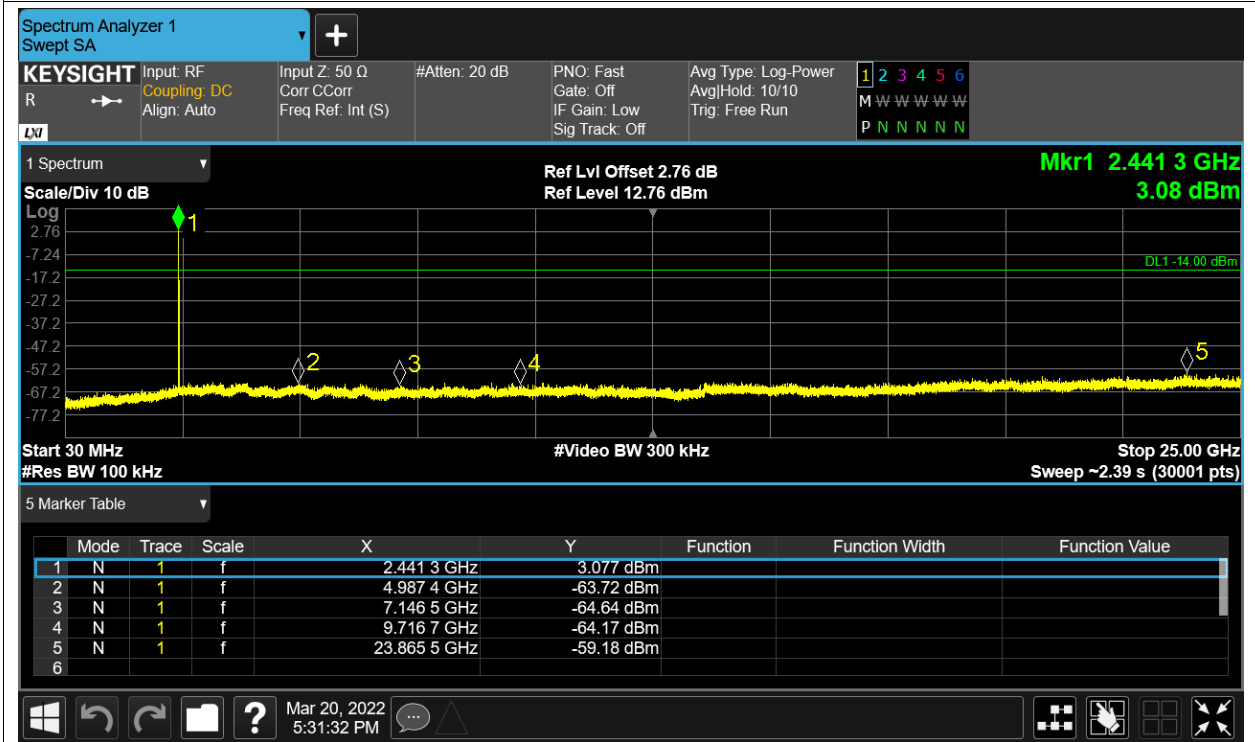 Spectrum Analyzer 1
Swept SA
KEYSIGHT
R
LXI
Input: RF
Coupling: DC
Align: Auto
Input Z: 50 Ω
Corr CCorr
Freq Ref: Int (S)
#Atten: 20 dB
PNO: Fast
Gate: Off
IF Gain: Low
Sig Track: Off
Avg Type: Log-Power
Avg|Hold: 10/10
Trig: Free Run
1 2 3 4 5 6
M W W W W W
P N N N N N
1 Spectrum
Scale/Div 10 dB
Ref Lvl Offset 2.76 dB
Ref Level 12.76 dBm
Mkr1 2.441 3 GHz
3.08 dBm
Log
2.76
-7.24
-17.2
-27.2
-37.2
-47.2
-57.2
-67.2
-77.2
DL1 -14.00 dBm
1
2
3
4
5
Start 30 MHz
#Res BW 100 kHz
#Video BW 300 kHz
Stop 25.00 GHz
Sweep ~2.39 s (30001 pts)
5 Marker Table
Mode Trace Scale X Y Function Function Width Function Value
1 N 1 f 2.441 3 GHz 3.077 dBm
2 N 1 f 4.987 4 GHz -63.72 dBm
3 N 1 f 7.146 5 GHz -64.64 dBm
4 N 1 f 9.716 7 GHz -64.17 dBm
5 N 1 f 23.865 5 GHz -59.18 dBm
6
?
Mar 20, 2022
5:31:32 PM